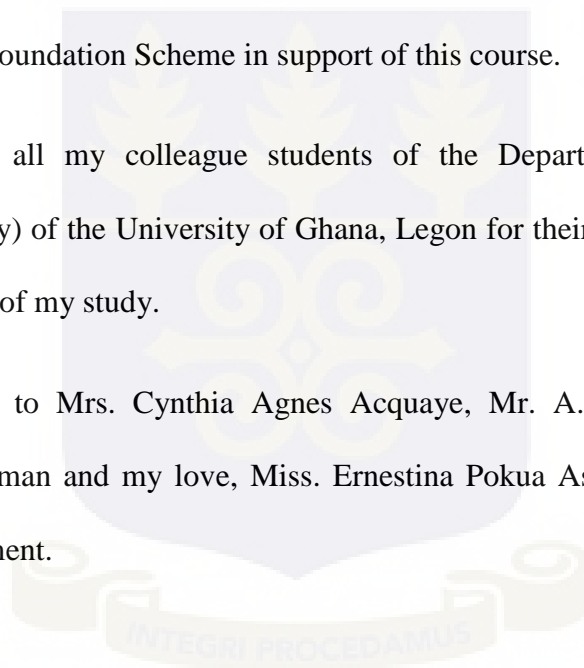 oundation Scheme in support of this course.
all my colleague students of the Depart
y) of the University of Ghana, Legon for their
of my study.
to Mrs. Cynthia Agnes Acquaye, Mr. A.
man and my love, Miss. Ernestina Pokua As
ment.
INTEGRI PROCEDAMUS